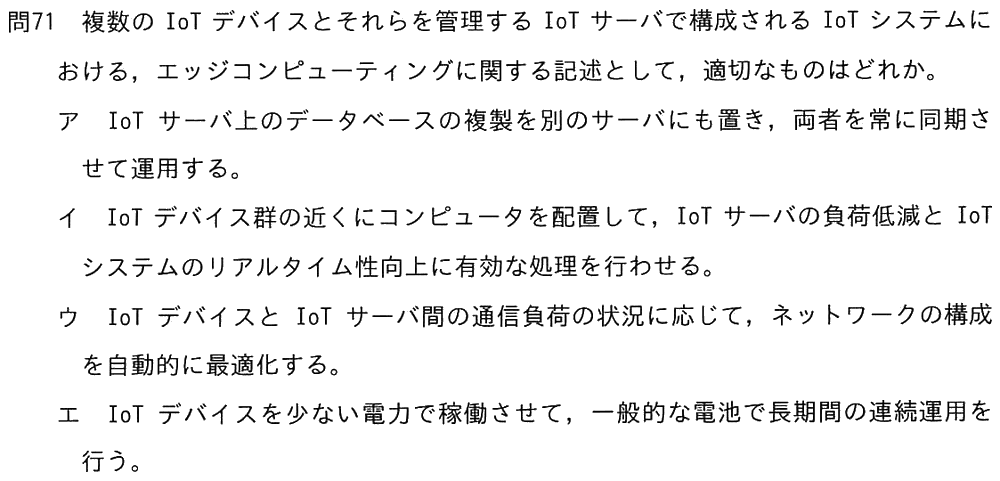 問71 複数の IoT デバイスとそれらを管理する IoT サーバで構成される IoT システムに
おける，エッジコンピューティングに関する記述として，適切なものはどれか。
ア IoT サーバ上のデータベースの複製を別のサーバにも置き，両者を常に同期さ
せて運用する。
イ IoT デバイス群の近くにコンピュータを配置して，IoT サーバの負荷低減と IoT
システムのリアルタイム性向上に有効な処理を行わせる。
ウ IoT デバイスと IoT サーバ間の通信負荷の状況に応じて，ネットワークの構成
を自動的に最適化する。
エ IoT デバイスを少ない電力で稼働させて，一般的な電池で長期間の連続運用を
行う。